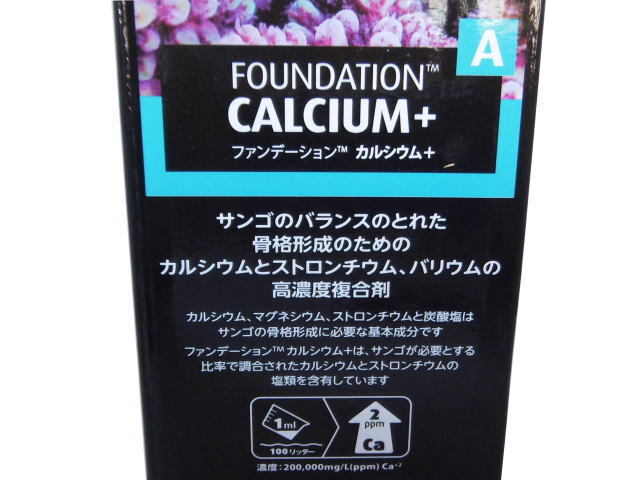 A
FOUNDATION™
CALCIUM+
ファンデーション™ カルシウム+
サンゴのバランスのとれた
骨格形成のための
カルシウムとストロンチウム、バリウムの
高濃度複合剤
カルシウム、マグネシウム、ストロンチウムと炭酸塩は
サンゴの骨格形成に必要な基本成分です
ファンデーション™ カルシウム+は、サンゴが必要とする
比率で調合されたカルシウムとストロンチウムの
塩類を含有しています
1ml
100リッター
2
ppm
Ca
濃度:200,000mg/L(ppm) Ca+2